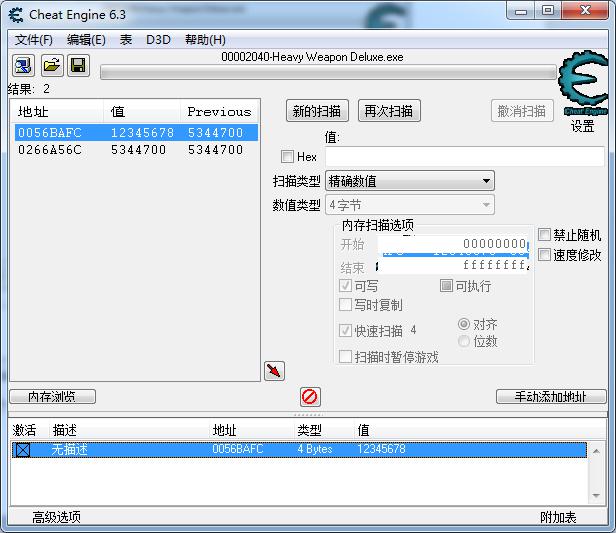 Cheat Engine 6.3
文件(F) 编辑(E) 表 D3D 帮助(H)
00002040-Heavy Weapon Deluxe.exe
结果: 2
Cheat Engine
设置
地址 值 Previous
0056BAFC 12345678 5344700
0266A56C 5344700 5344700
新的扫描 再次扫描 撤消扫描
值:
Hex
扫描类型 精确数值
数值类型 4字节
内存扫描选项
开始 00000000
结束 ffffffff
可写 可执行
写时复制
快速扫描 4 对齐
位数
扫描时暂停游戏
禁止随机
速度修改
内存浏览 手动添加地址
激活 描述 地址 类型 值
无描述 0056BAFC 4 Bytes 12345678
高级选项 附加表